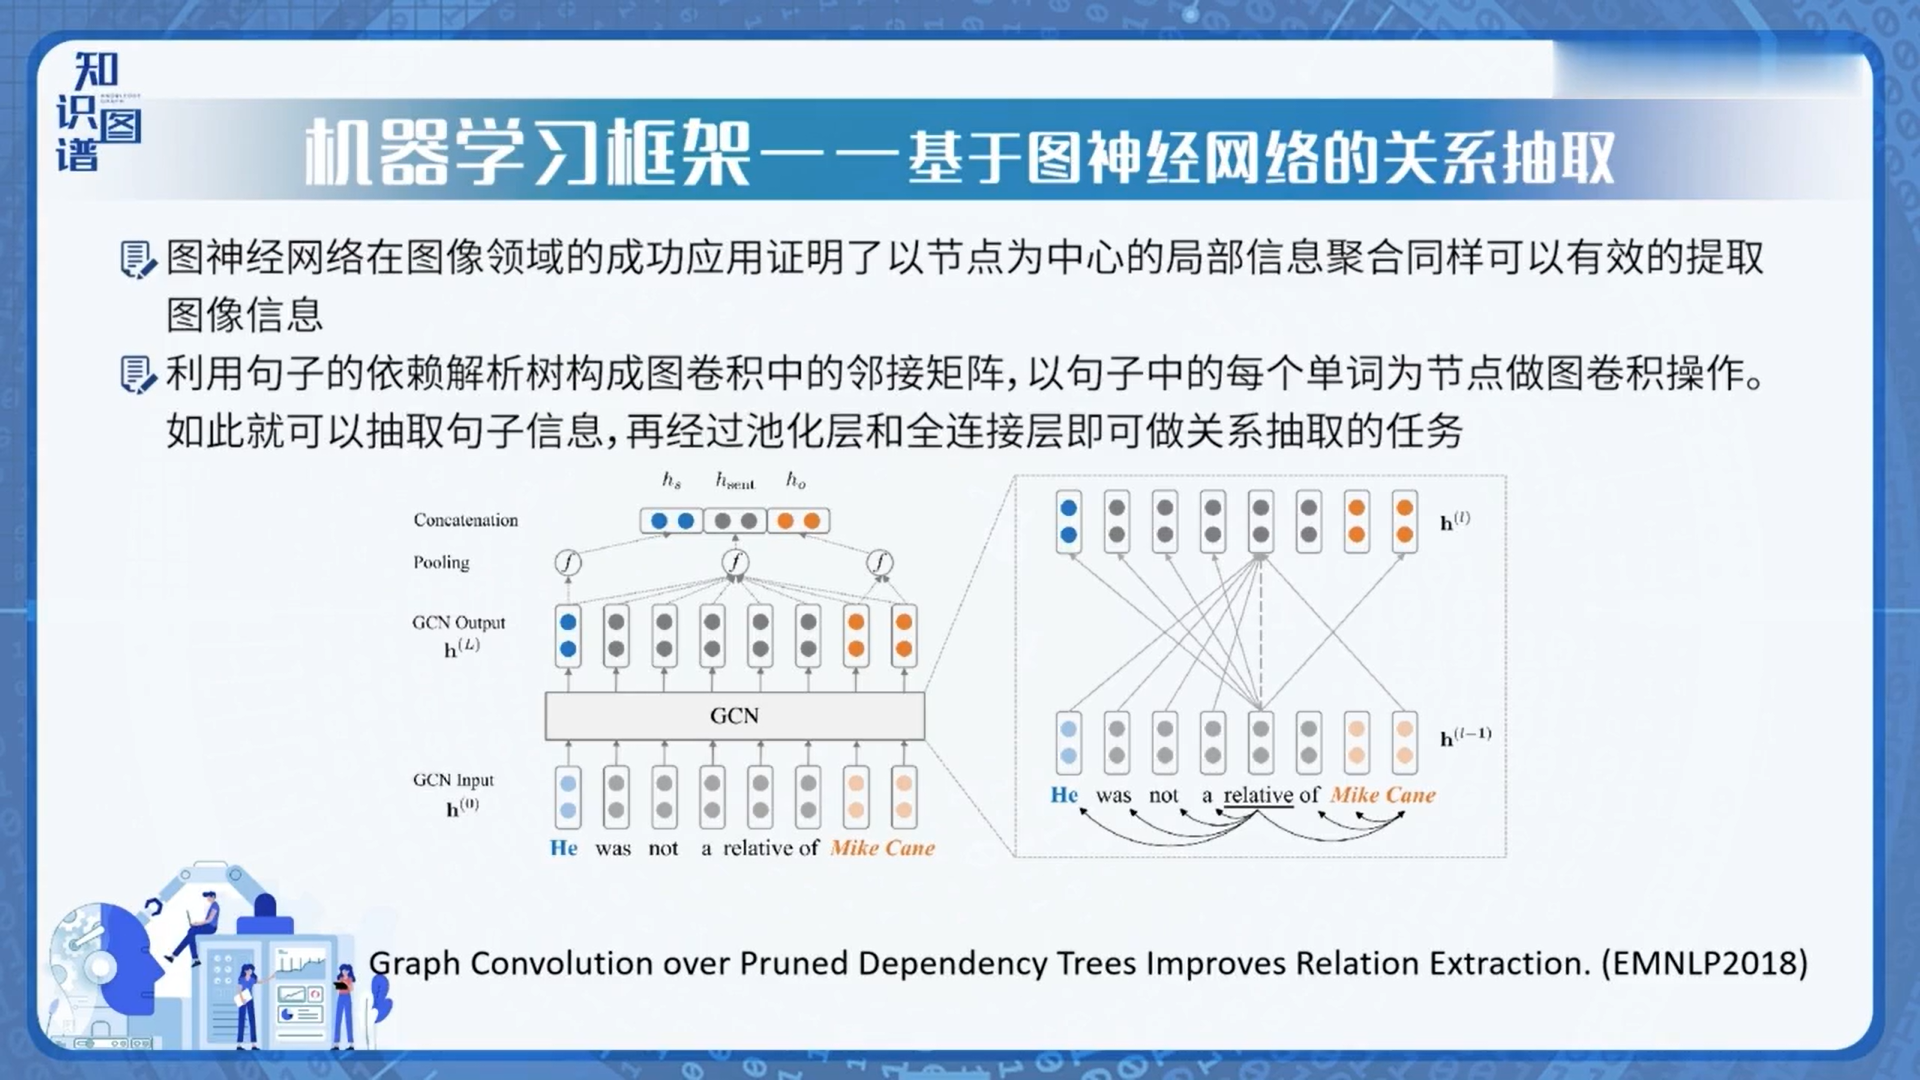 知识图谱
KNOWLEDGE GRAPH
机器学习框架——基于图神经网络的关系抽取
图神经网络在图像领域的成功应用证明了以节点为中心的局部信息聚合同样可以有效的提取
图像信息
利用句子的依赖解析树构成图卷积中的邻接矩阵，以句子中的每个单词为节点做图卷积操作。
如此就可以抽取句子信息，再经过池化层和全连接层即可做关系抽取的任务
h_s h_sent h_o
Concatenation
Pooling
f f f
GCN Output
h^(L)
GCN
GCN Input
h^(0)
He was not a relative of Mike Cane
h^(l)
h^(l−1)
He was not a relative of Mike Cane
Graph Convolution over Pruned Dependency Trees Improves Relation Extraction. (EMNLP2018)